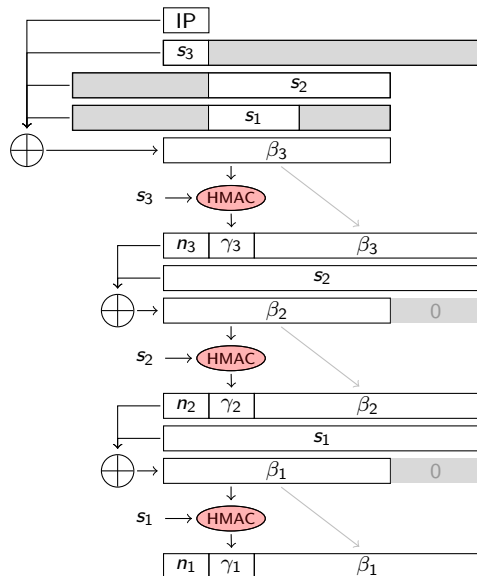 IP
s₃
s₂
s₁
β₃
s₃ HMAC
n₃ γ₃ β₃
s₂
β₂ 0
s₂ HMAC
n₂ γ₂ β₂
s₁
β₁ 0
s₁ HMAC
n₁ γ₁ β₁